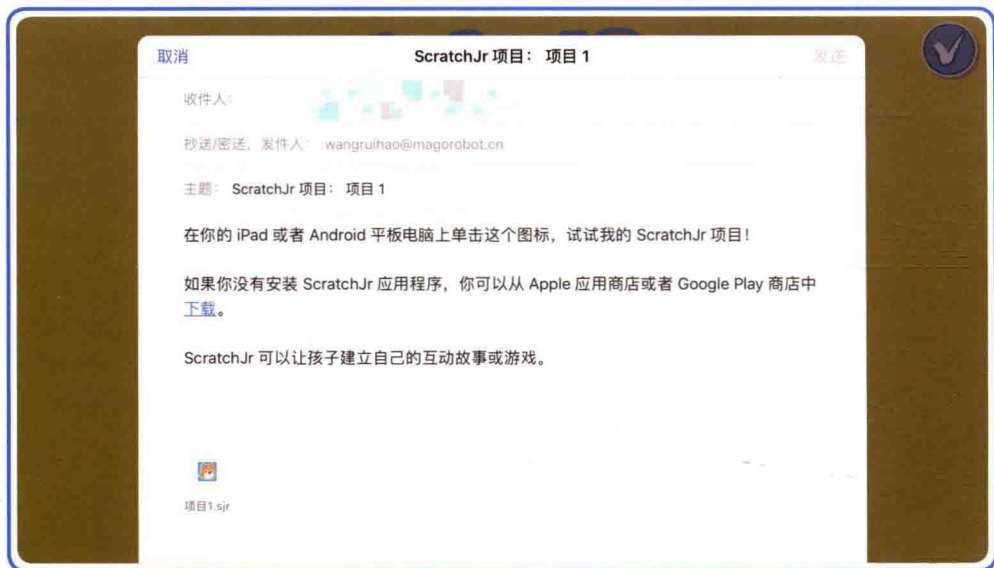 取消
ScratchJr 项目： 项目 1
发送
收件人：
抄送/密送，发件人： wangruihao@magorobot.cn
主题： ScratchJr 项目： 项目 1
在你的 iPad 或者 Android 平板电脑上单击这个图标，试试我的 ScratchJr 项目！
如果你没有安装 ScratchJr 应用程序，你可以从 Apple 应用商店或者 Google Play 商店中
下载。
ScratchJr 可以让孩子建立自己的互动故事或游戏。
项目1.sjr